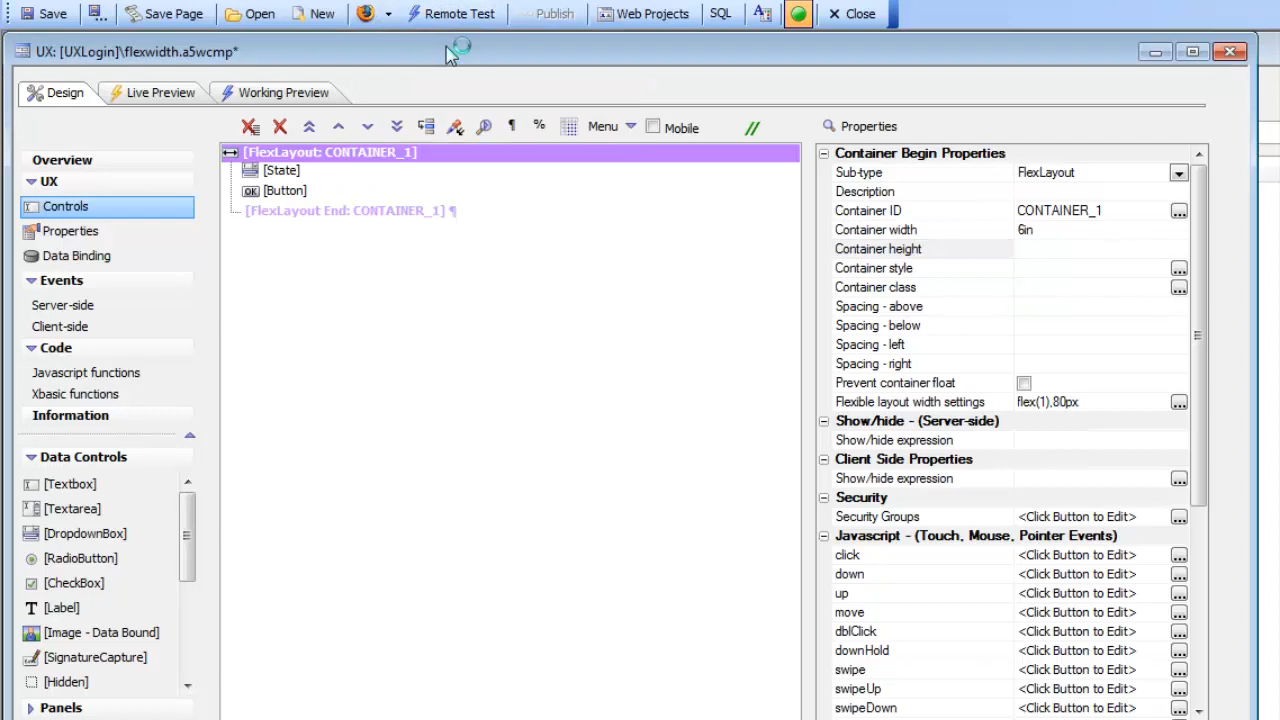 Save Save Page Open New Remote Test Publish Web Projects SQL A Close
UX: [UXLogin]\flexwidth.a5wcmp*
Design Live Preview Working Preview
¶ % Menu Mobile // Properties
Overview
UX
Controls
Properties
Data Binding
Events
Server-side
Client-side
Code
Javascript functions
Xbasic functions
Information
Data Controls
[Textbox]
[Textarea]
[DropdownBox]
[RadioButton]
[CheckBox]
T [Label]
[Image - Data Bound]
[SignatureCapture]
[Hidden]
Panels
[FlexLayout: CONTAINER_1]
[State]
OK [Button]
[FlexLayout End: CONTAINER_1] ¶
Container Begin Properties
Sub-type FlexLayout
Description
Container ID CONTAINER_1 ...
Container width 6in
Container height
Container style ...
Container class ...
Spacing - above
Spacing - below
Spacing - left
Spacing - right
Prevent container float
Flexible layout width settings flex(1),80px ...
Show/hide - (Server-side)
Show/hide expression
Client Side Properties
Show/hide expression ...
Security
Security Groups <Click Button to Edit> ...
Javascript - (Touch, Mouse, Pointer Events)
click <Click Button to Edit> ...
down <Click Button to Edit> ...
up <Click Button to Edit> ...
move <Click Button to Edit> ...
dblClick <Click Button to Edit> ...
downHold <Click Button to Edit> ...
swipe <Click Button to Edit> ...
swipeUp <Click Button to Edit> ...
swipeDown <Click Button to Edit> ...